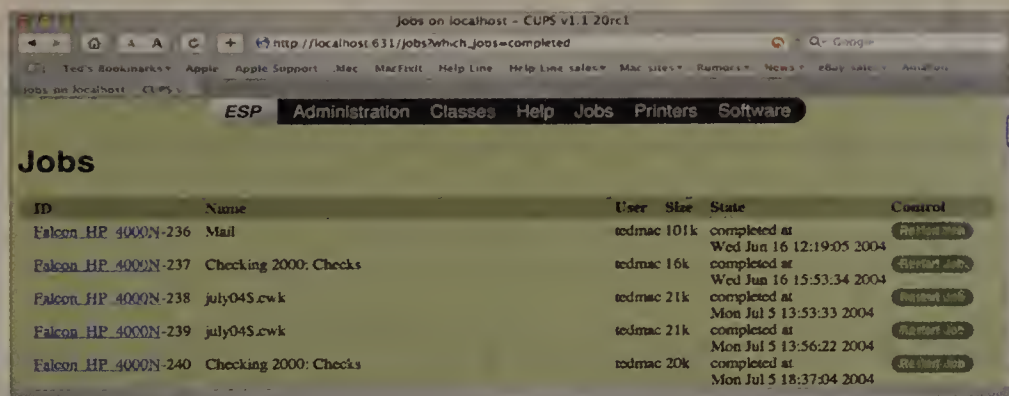 Jobs on localhost - CUPS v1.1.20rc1
http://localhost:631/jobs?which_jobs=completed
Q- Google
Ted's Bookmarks Apple Apple Support .Mac MacFixIt Help Line Help Line sales Mac sites Rumors News eBay sales Amazon
Jobs on localhost - CUPS v
ESP Administration Classes Help Jobs Printers Software
Jobs
ID Name User Size State Control
Falcon_HP_4000N-236 Mail tedmac 101k completed at Restart Job
Wed Jun 16 12:19:05 2004
Falcon_HP_4000N-237 Checking 2000: Checks tedmac 16k completed at Restart Job
Wed Jun 16 15:53:34 2004
Falcon_HP_4000N-238 july04S.cwk tedmac 21k completed at Restart Job
Mon Jul 5 13:53:33 2004
Falcon_HP_4000N-239 july04S.cwk tedmac 21k completed at Restart Job
Mon Jul 5 13:56:22 2004
Falcon_HP_4000N-240 Checking 2000: Checks tedmac 20k completed at Restart Job
Mon Jul 5 18:37:04 2004